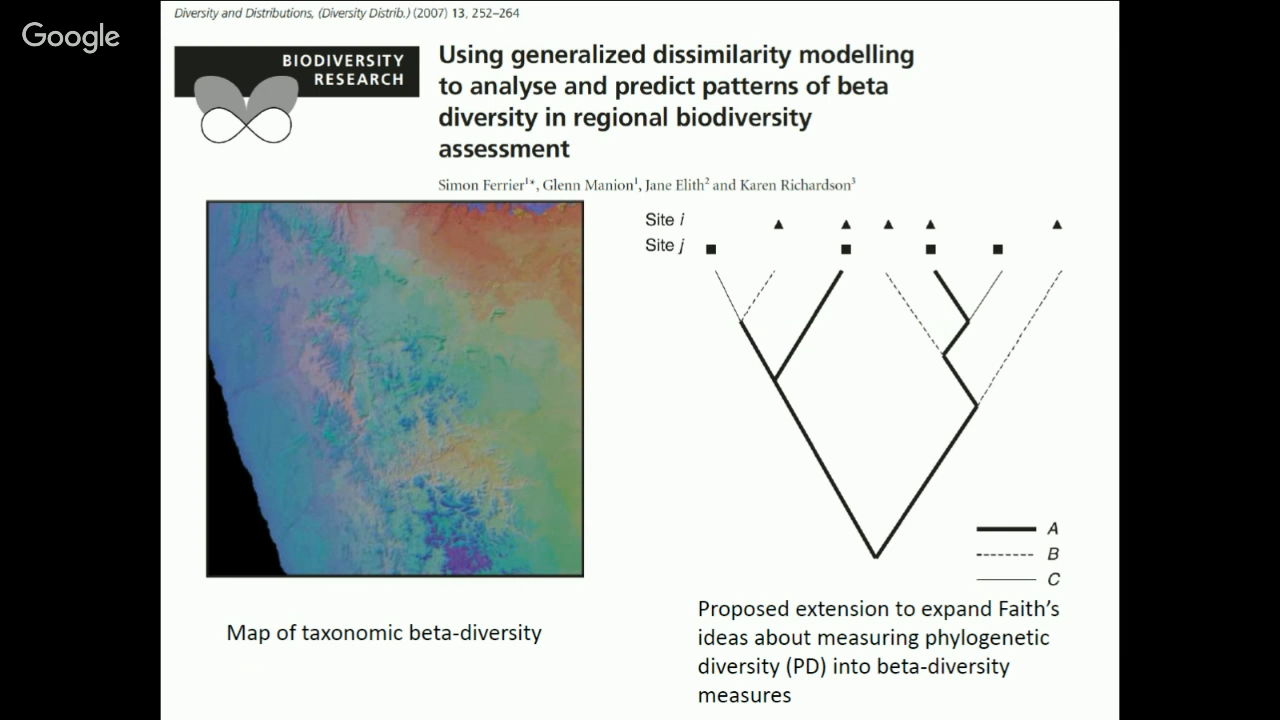 Google
Diversity and Distributions, (Diversity Distrib.) (2007) 13, 252–264
BIODIVERSITY
RESEARCH
Using generalized dissimilarity modelling
to analyse and predict patterns of beta
diversity in regional biodiversity
assessment
Simon Ferrier¹*, Glenn Manion¹, Jane Elith² and Karen Richardson³
Site i
Site j
A
B
C
Map of taxonomic beta-diversity
Proposed extension to expand Faith's
ideas about measuring phylogenetic
diversity (PD) into beta-diversity
measures